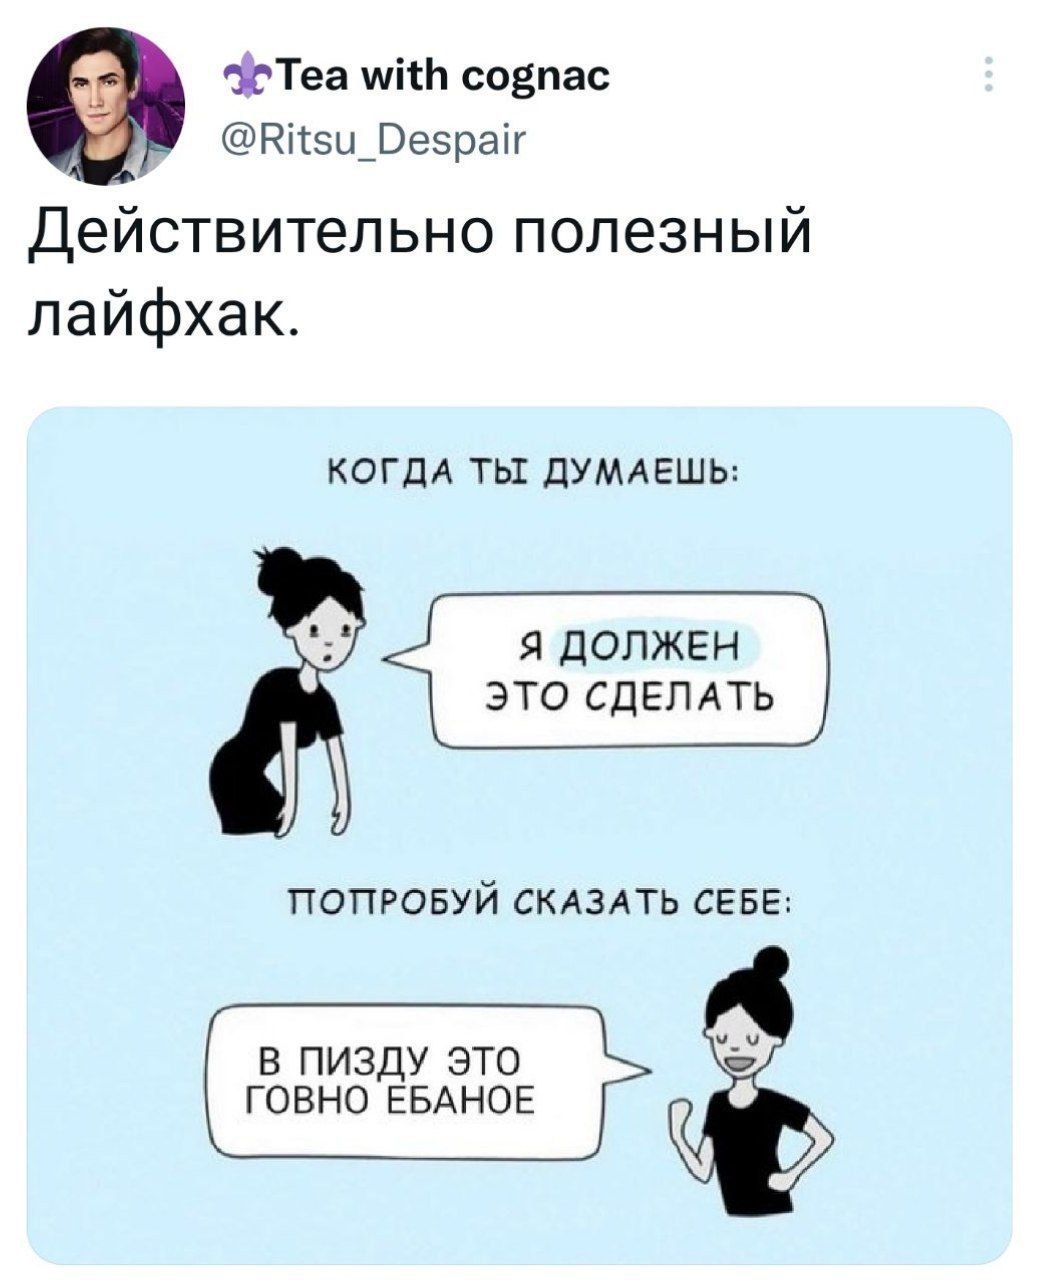 ⚜Tea with cognac
@Ritsu_Despair
Действительно полезный
лайфхак.
КОГДА ТЫ ДУМАЕШЬ:
Я ДОЛЖЕН
ЭТО СДЕЛАТЬ
ПОПРОБУЙ СКАЗАТЬ СЕБЕ:
В ПИЗДУ ЭТО
ГОВНО ЕБАНОЕ